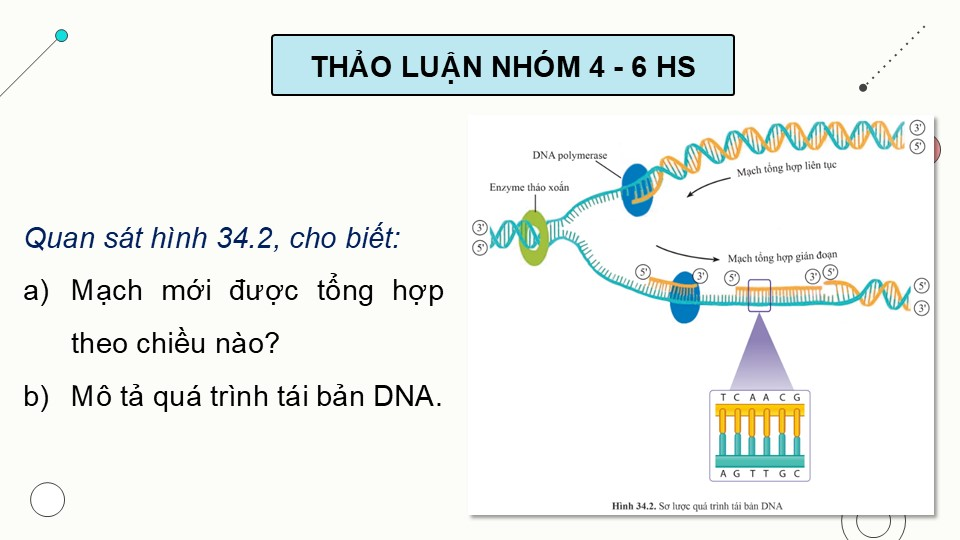 THẢO LUẬN NHÓM 4 - 6 HS
Quan sát hình 34.2, cho biết:
a) Mạch mới được tổng hợp
theo chiều nào?
b) Mô tả quá trình tái bản DNA.
DNA polymerase
Enzyme tháo xoắn
Mạch tổng hợp liên tục
3'
5'
3'
5'
Mạch tổng hợp gián đoạn
5'
3'
5'
3'
5'
5'
3'
T C A A C G
A G T T G C
Hình 34.2. Sơ lược quá trình tái bản DNA